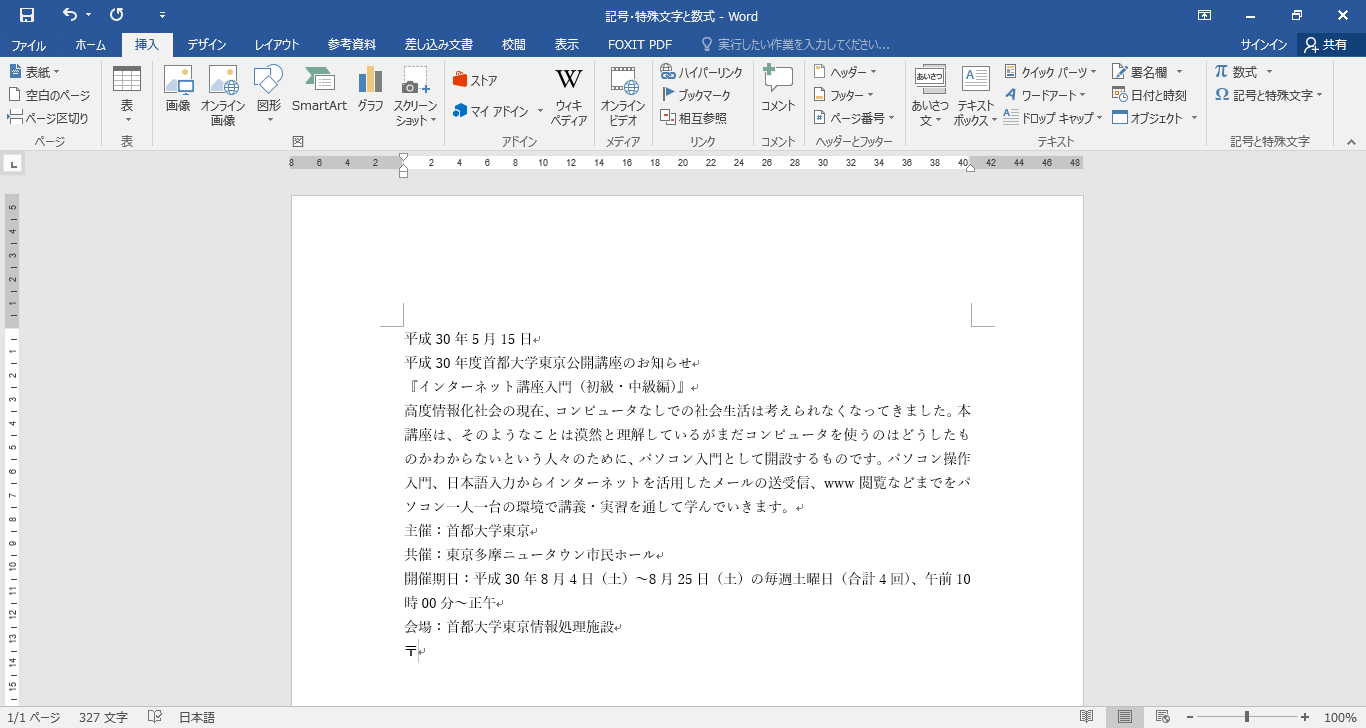 記号･特殊文字と数式 - Word
ファイル ホーム 挿入 デザイン レイアウト 参考資料 差し込み文書 校閲 表示 FOXIT PDF 実行したい作業を入力してください... サインイン 共有
表紙
空白のページ
ページ区切り
ページ
表
表
画像
オンライン
画像
図形
SmartArt
グラフ
スクリーン
ショット
図
ストア
マイ アドイン
ウィキ
ペディア
アドイン
オンライン
ビデオ
メディア
ハイパーリンク
ブックマーク
相互参照
リンク
コメント
コメント
ヘッダー
フッター
ページ番号
ヘッダーとフッター
あいさつ
あいさつ
文
テキスト
ボックス
クイック パーツ
ワードアート
ドロップ キャップ
署名欄
日付と時刻
オブジェクト
テキスト
数式
記号と特殊文字
記号と特殊文字
8 6 4 2 2 4 6 8 10 12 14 16 18 20 22 24 26 28 30 32 34 36 38 40 42 44 46 48
5 4 3 2 1 1 2 3 4 5 6 7 8 9 10 11 12 13 14 15
平成 30 年 5 月 15 日
平成 30 年度首都大学東京公開講座のお知らせ
『インターネット講座入門（初級・中級編）』
高度情報化社会の現在、コンピュータなしでの社会生活は考えられなくなってきました。本
講座は、そのようなことは漠然と理解しているがまだコンピュータを使うのはどうしたも
のかわからないという人々のために、パソコン入門として開設するものです。パソコン操作
入門、日本語入力からインターネットを活用したメールの送受信、www 閲覧などまでをパ
ソコン一人一台の環境で講義・実習を通して学んでいきます。
主催：首都大学東京
共催：東京多摩ニュータウン市民ホール
開催期日：平成 30 年 8 月 4 日（土）～8 月 25 日（土）の毎週土曜日（合計 4 回）、午前 10
時 00 分～正午
会場：首都大学東京情報処理施設
〒
1/1 ページ 327 文字 日本語 100%